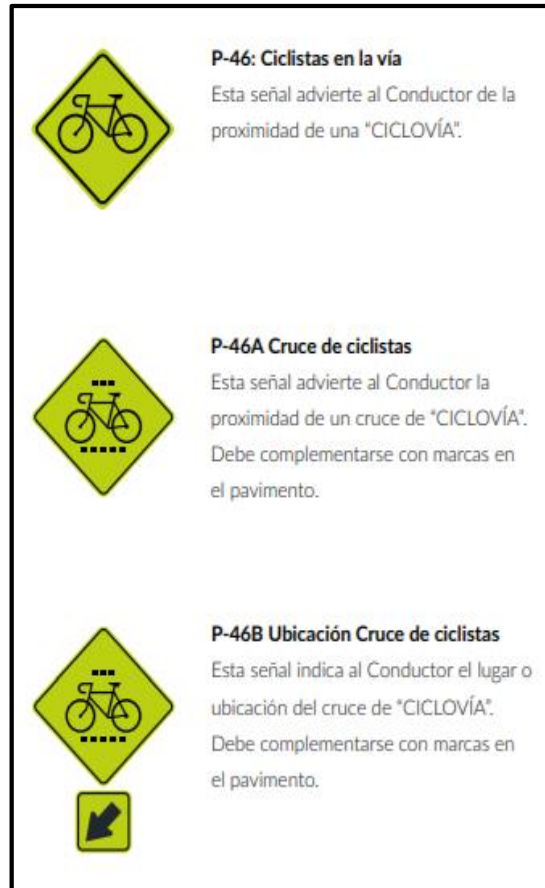 P-46: Ciclistas en la vía
Esta señal advierte al Conductor de la
proximidad de una “CICLOVÍA”.
P-46A Cruce de ciclistas
Esta señal advierte al Conductor la
proximidad de un cruce de “CICLOVÍA”.
Debe complementarse con marcas en
el pavimento.
P-46B Ubicación Cruce de ciclistas
Esta señal indica al Conductor el lugar o
ubicación del cruce de “CICLOVÍA”.
Debe complementarse con marcas en
el pavimento.